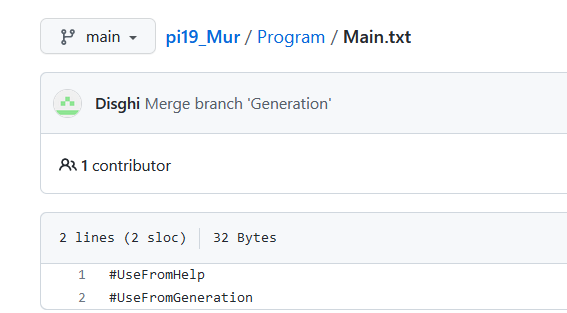 main pi19_Mur / Program / Main.txt
Disghi Merge branch 'Generation'
1 contributor
2 lines (2 sloc) 32 Bytes
1 #UseFromHelp
2 #UseFromGeneration